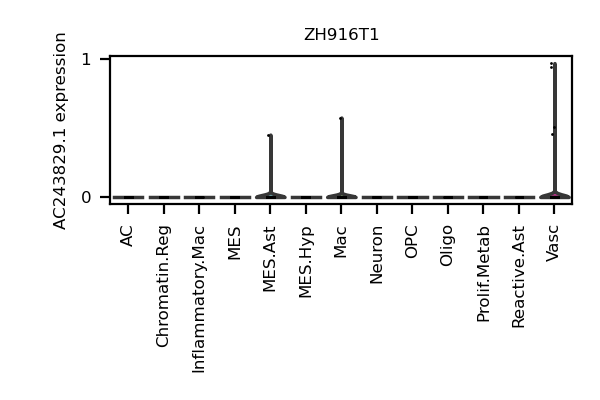 ZH916T1
AC243829.1 expression
1
0
AC
Chromatin.Reg
Inflammatory.Mac
MES
MES.Ast
MES.Hyp
Mac
Neuron
OPC
Oligo
Prolif.Metab
Reactive.Ast
Vasc